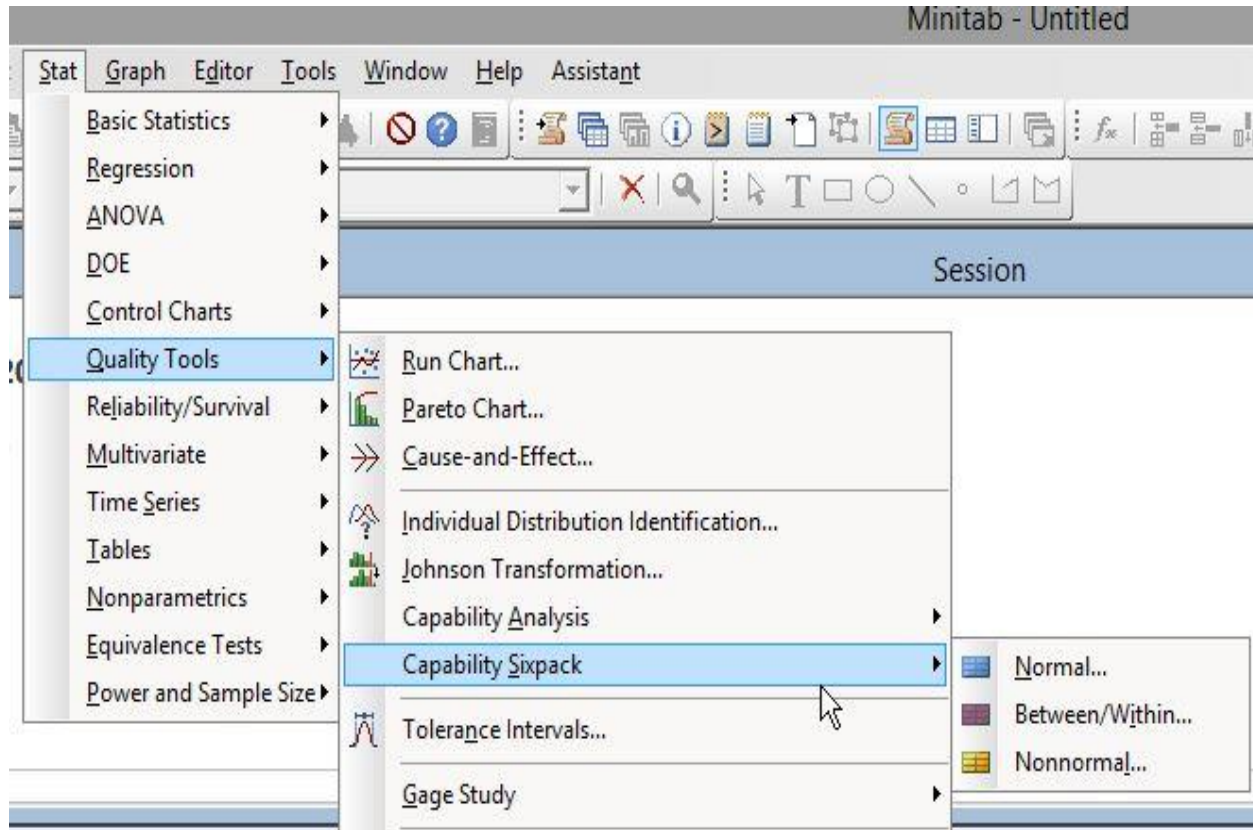 Minitab - Untitled
Stat Graph Editor Tools Window Help Assistant
Basic Statistics
Regression
ANOVA
DOE
Session
Control Charts
Quality Tools
Run Chart...
Reliability/Survival
Pareto Chart...
Multivariate
Cause-and-Effect...
Time Series
Individual Distribution Identification...
Tables
Johnson Transformation...
Nonparametrics
Capability Analysis
Equivalence Tests
Capability Sixpack
Normal...
Power and Sample Size
Between/Within...
Tolerance Intervals...
Nonnormal...
Gage Study